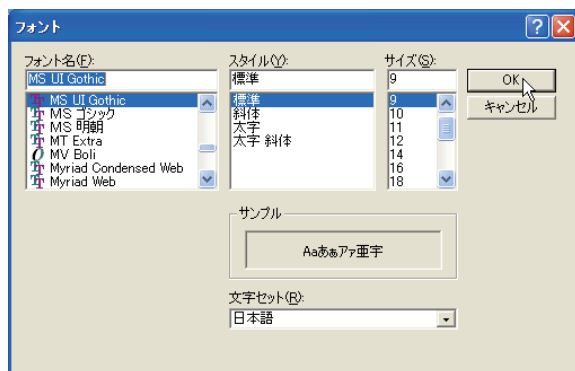 フォント
フォント名(F):
MS UI Gothic
MS UI Gothic
MS ゴシック
MS 明朝
MT Extra
MV Boli
Myriad Condensed Web
Myriad Web
スタイル(Y):
標準
標準
斜体
太字
太字 斜体
サイズ(S):
9
9
10
11
12
14
16
18
OK
キャンセル
サンプル
Aaあぁアァ亜宇
文字セット(R):
日本語